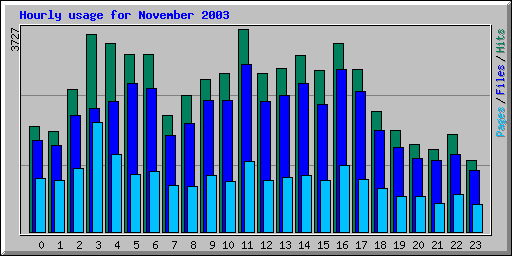 Hourly usage for November 2003
3727
Pages/Files/Hits
0 1 2 3 4 5 6 7 8 9 10 11 12 13 14 15 16 17 18 19 20 21 22 23